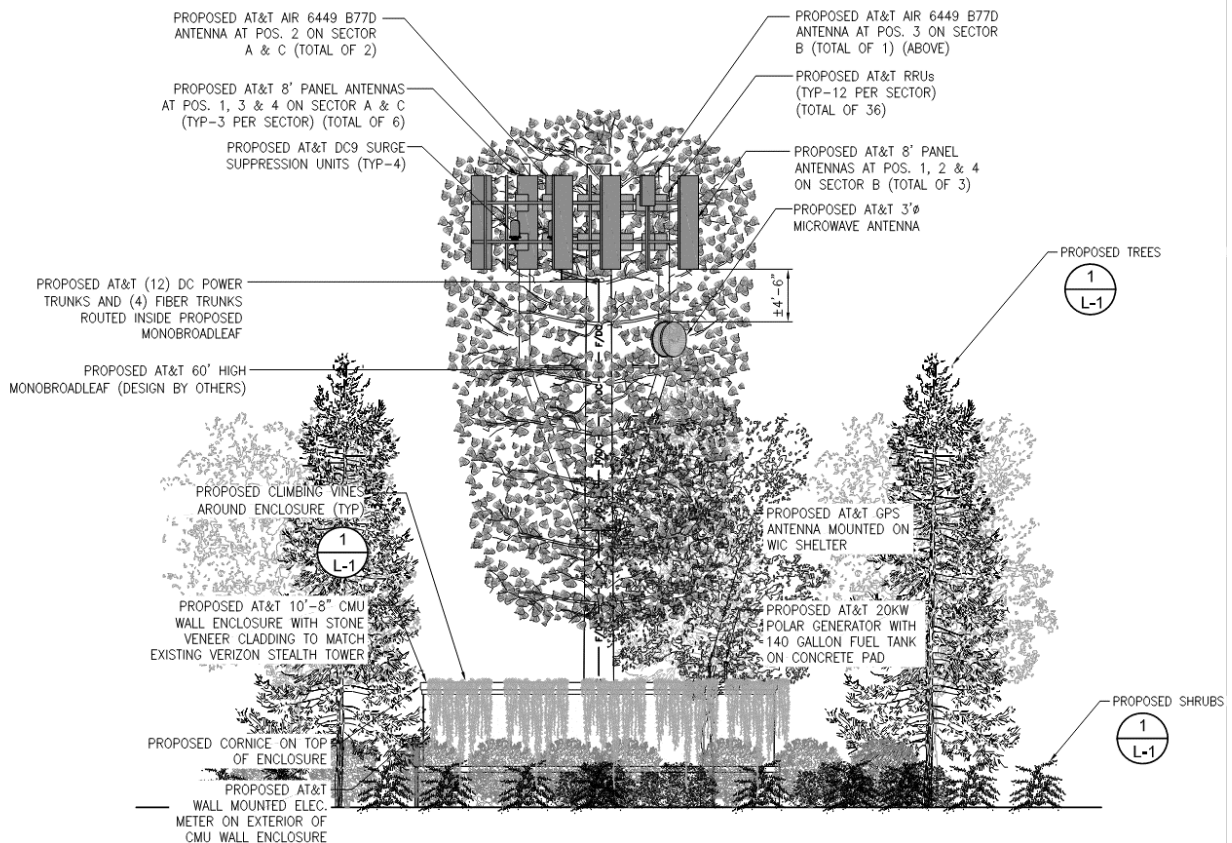 PROPOSED AT&T AIR 6449 B77D
ANTENNA AT POS. 2 ON SECTOR
A & C (TOTAL OF 2)
PROPOSED AT&T 8' PANEL ANTENNAS
AT POS. 1, 3 & 4 ON SECTOR A & C
(TYP-3 PER SECTOR) (TOTAL OF 6)
PROPOSED AT&T DC9 SURGE
SUPPRESSION UNITS (TYP-4)
PROPOSED AT&T AIR 6449 B77D
ANTENNA AT POS. 3 ON SECTOR
B (TOTAL OF 1) (ABOVE)
PROPOSED AT&T RRUs
(TYP-12 PER SECTOR)
(TOTAL OF 36)
PROPOSED AT&T 8' PANEL
ANTENNAS AT POS. 1, 2 & 4
ON SECTOR B (TOTAL OF 3)
PROPOSED AT&T 3'ø
MICROWAVE ANTENNA
PROPOSED TREES
1
L-1
±4'-6"
PROPOSED AT&T (12) DC POWER
TRUNKS AND (4) FIBER TRUNKS
ROUTED INSIDE PROPOSED
MONOBROADLEAF
PROPOSED AT&T 60' HIGH
MONOBROADLEAF (DESIGN BY OTHERS)
F/DC
PROPOSED CLIMBING VINES
AROUND ENCLOSURE (TYP)
1
L-1
PROPOSED AT&T GPS
ANTENNA MOUNTED ON
WIC SHELTER
PROPOSED AT&T 10'-8" CMU
WALL ENCLOSURE WITH STONE
VENEER CLADDING TO MATCH
EXISTING VERIZON STEALTH TOWER
PROPOSED AT&T 20KW
POLAR GENERATOR WITH
140 GALLON FUEL TANK
ON CONCRETE PAD
PROPOSED SHRUBS
1
L-1
PROPOSED CORNICE ON TOP
OF ENCLOSURE
PROPOSED AT&T
WALL MOUNTED ELEC.
METER ON EXTERIOR OF
CMU WALL ENCLOSURE